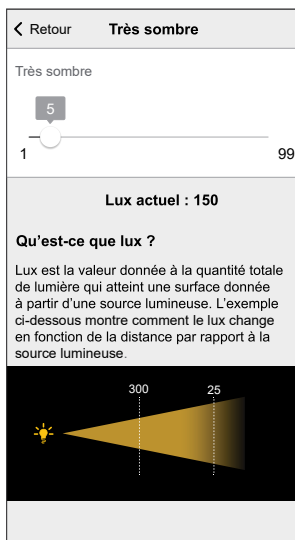 Retour Très sombre
Très sombre
5
1 99
Lux actuel : 150
Qu’est-ce que lux ?
Lux est la valeur donnée à la quantité totale
de lumière qui atteint une surface donnée
à partir d’une source lumineuse. L’exemple
ci-dessous montre comment le lux change
en fonction de la distance par rapport à la
source lumineuse.
300 25